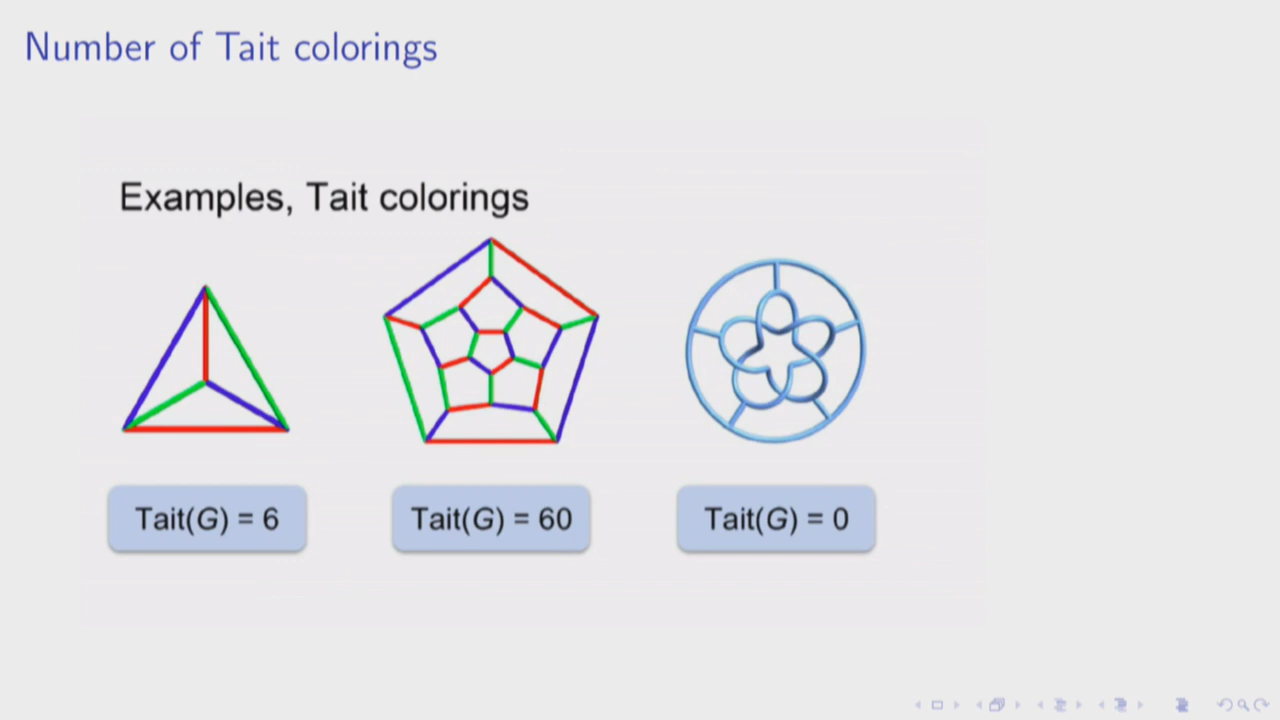 Number of Tait colorings
Examples, Tait colorings
Tait(G) = 6
Tait(G) = 60
Tait(G) = 0